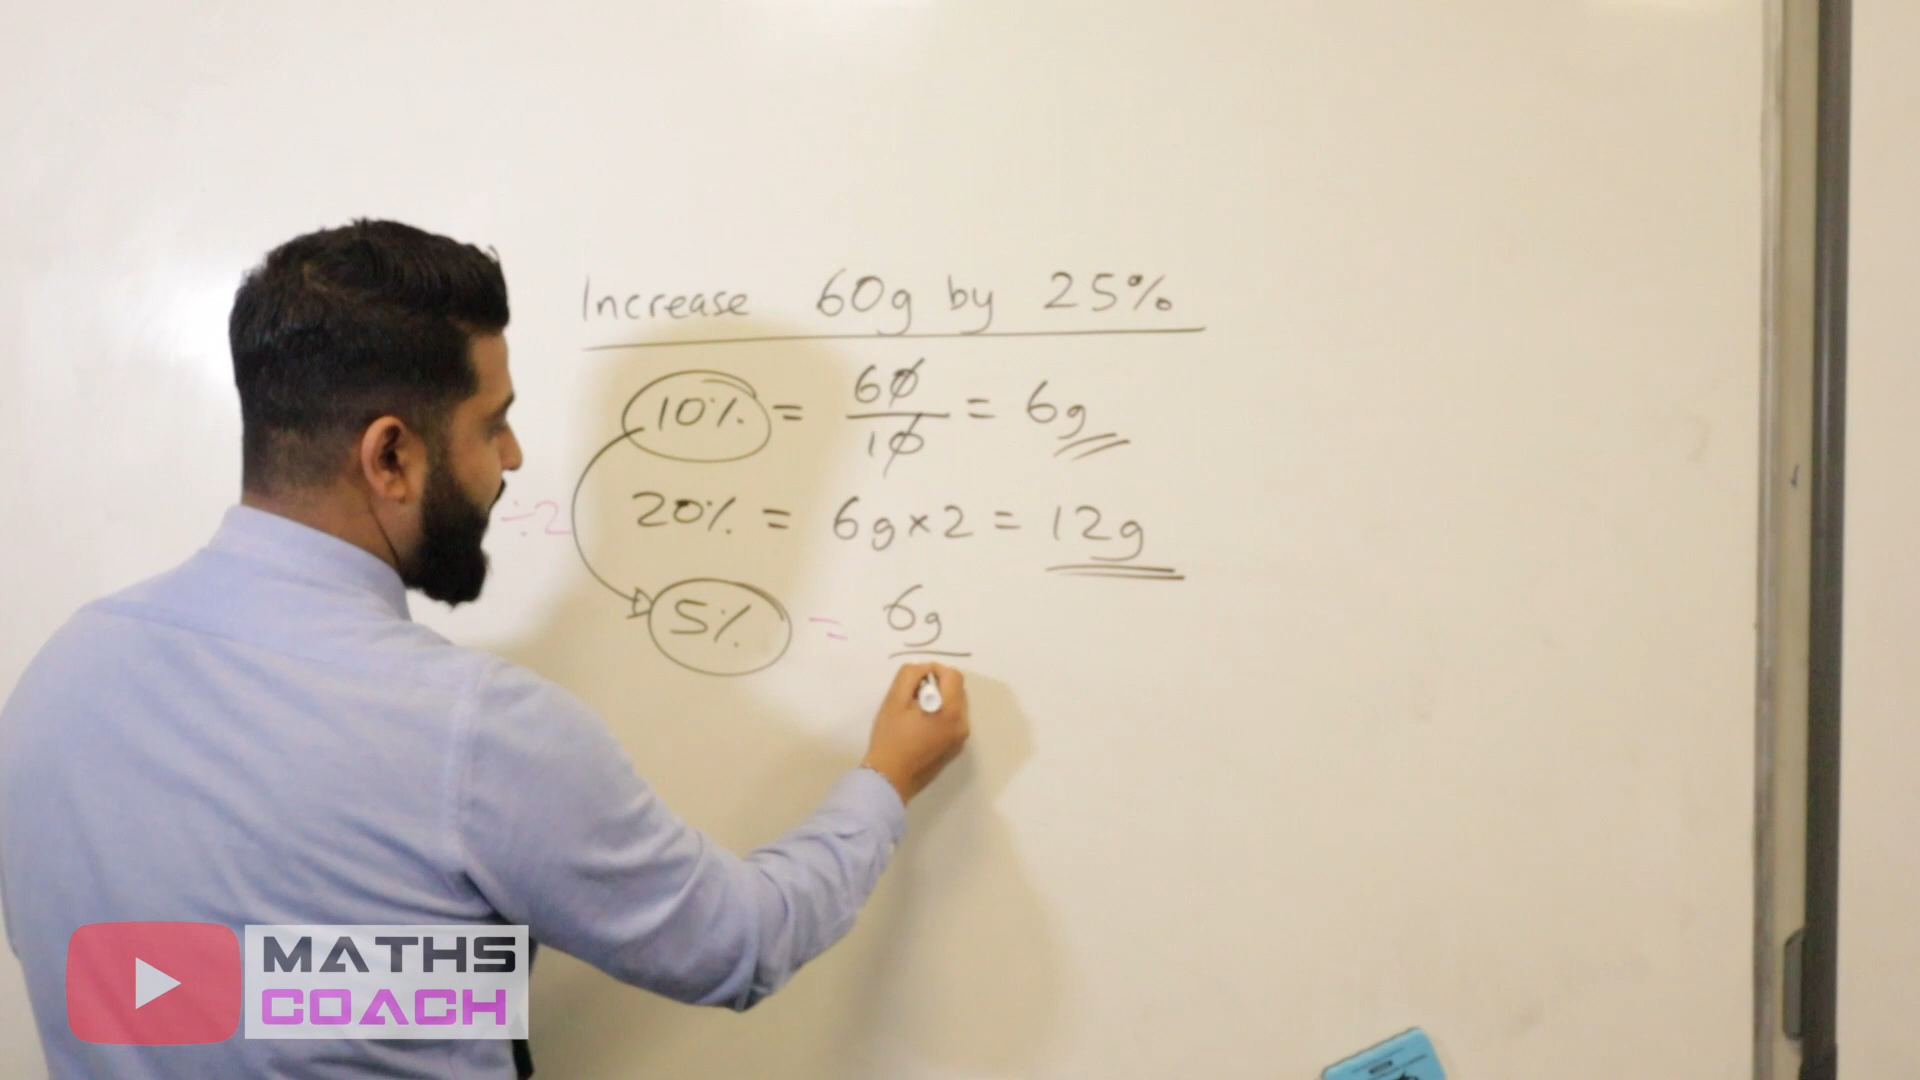 Increase 60g by 25%
10% = 60/10 = 6g
÷2
20% = 6g×2 = 12g
5% = 6g
MATHS
COACH